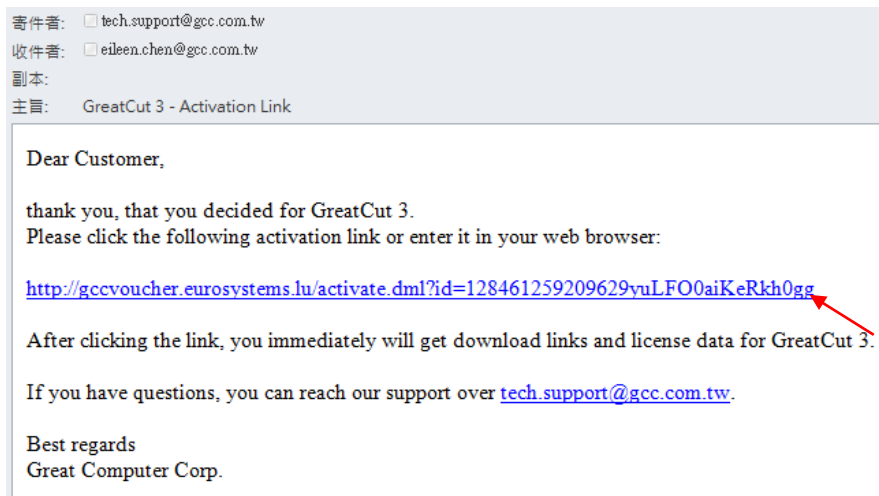 寄件者: tech.support@gcc.com.tw
收件者: eileen.chen@gcc.com.tw
副本:
主旨: GreatCut 3 - Activation Link
Dear Customer,
thank you, that you decided for GreatCut 3.
Please click the following activation link or enter it in your web browser:
http://gccvoucher.eurosystems.lu/activate.dml?id=128461259209629yuLFO0aiKeRkh0gg
After clicking the link, you immediately will get download links and license data for GreatCut 3.
If you have questions, you can reach our support over tech.support@gcc.com.tw.
Best regards
Great Computer Corp.